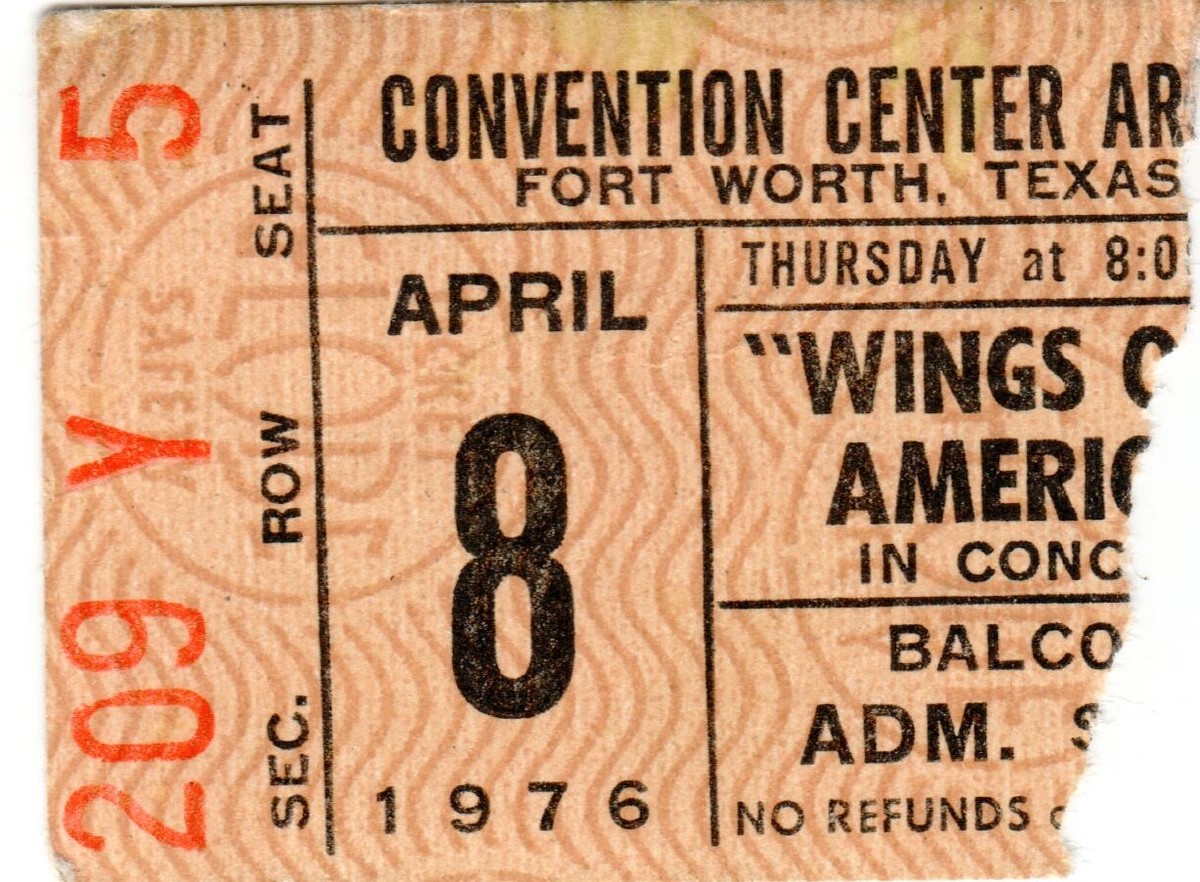 CONVENTION CENTER AR
FORT WORTH, TEXAS
THURSDAY at 8:0
APRIL
8
1976
"WINGS O
AMERIC
IN CONC
BALCO
ADM. S
NO REFUNDS
SEC. ROW SEAT
209 Y 5